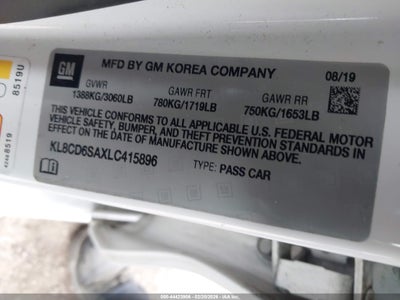 GM
MFD BY GM KOREA COMPANY 08/19
GVWR GAWR FRT GAWR RR
1388KG/3060LB 780KG/1719LB 750KG/1653LB
THIS VEHICLE CONFORMS TO ALL APPLICABLE U.S. FEDERAL MOTOR
VEHICLE SAFETY, BUMPER, AND THEFT PREVENTION STANDARDS IN
EFFECT ON THE DATE OF MANUFACTURE SHOWN ABOVE.
KL8CD6SAXLC415896 TYPE: PASS CAR
8519U
42488519